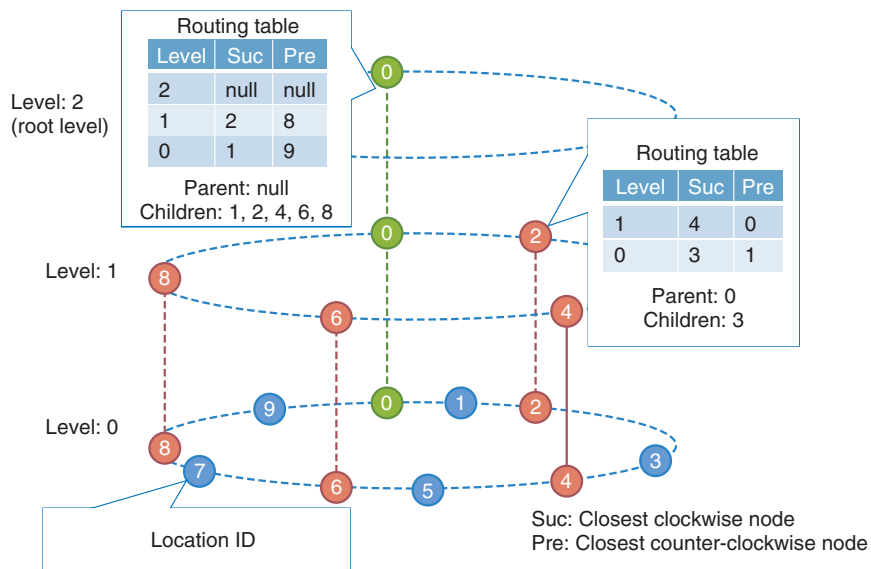 Routing table
Level Suc Pre
2 null null
1 2 8
0 1 9
Parent: null
Children: 1, 2, 4, 6, 8
Level: 2
(root level)
0
Routing table
Level Suc Pre
1 4 0
0 3 1
Parent: 0
Children: 3
Level: 1
0
2
8
6
4
Level: 0
9
0
1
2
8
7
6
5
4
3
Location ID
Suc: Closest clockwise node
Pre: Closest counter-clockwise node